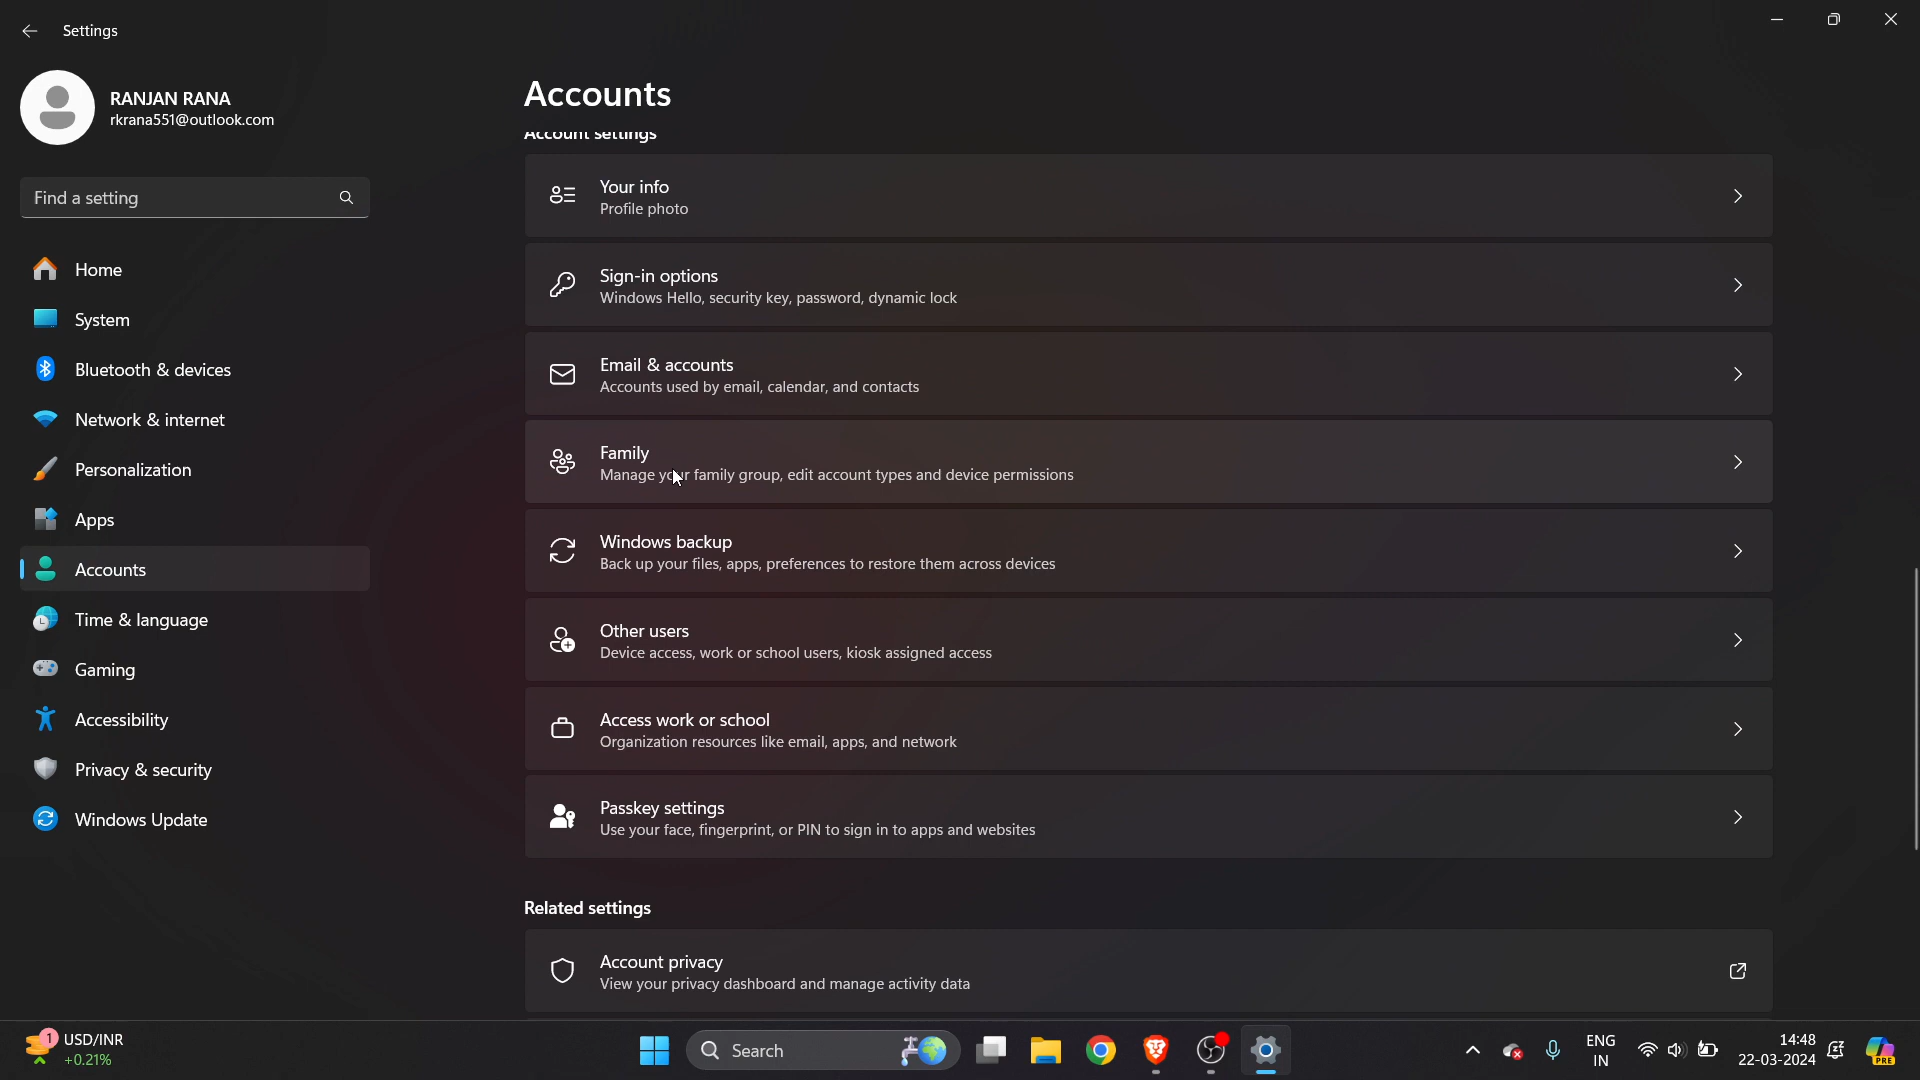 Settings
RANJAN RANA
rkrana551@outlook.com
Find a setting
Home
System
Bluetooth & devices
Network & internet
Personalization
Apps
Accounts
Time & language
Gaming
Accessibility
Privacy & security
Windows Update
Accounts
Account settings
Your info
Profile photo
Sign-in options
Windows Hello, security key, password, dynamic lock
Email & accounts
Accounts used by email, calendar, and contacts
Family
Manage your family group, edit account types and device permissions
Windows backup
Back up your files, apps, preferences to restore them across devices
Other users
Device access, work or school users, kiosk assigned access
Access work or school
Organization resources like email, apps, and network
Passkey settings
Use your face, fingerprint, or PIN to sign in to apps and websites
Related settings
Account privacy
View your privacy dashboard and manage activity data
1
USD/INR
+0.21%
Search
ENG
IN
14:48
22-03-2024
PRE